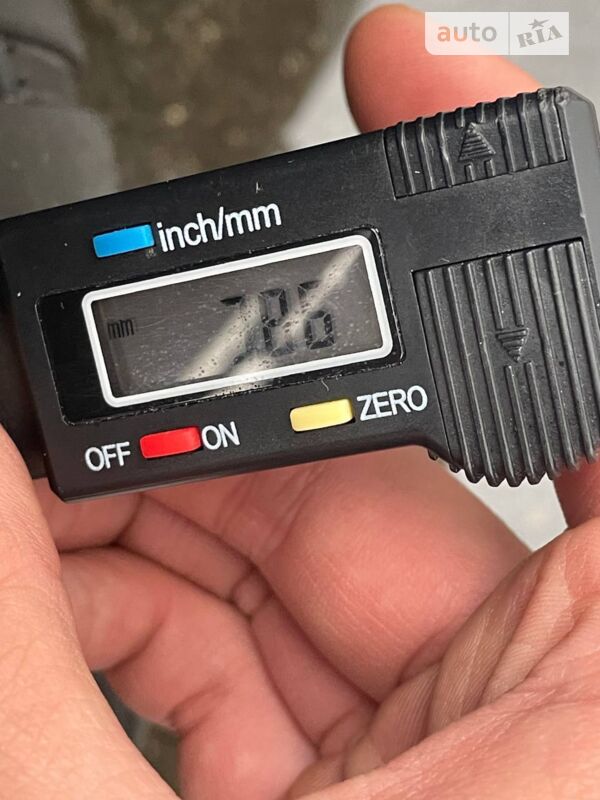 auto RIA
inch/mm
mm 7.86
OFF ON ZERO